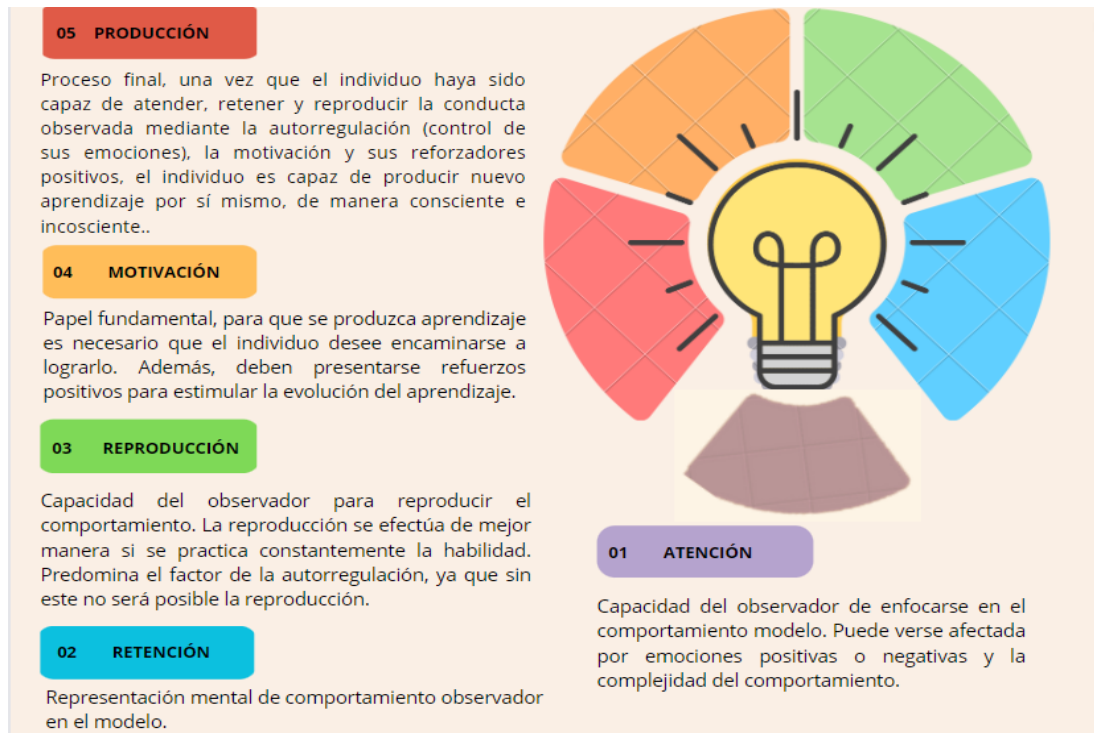 05 PRODUCCIÓN
Proceso final, una vez que el individuo haya sido
capaz de atender, retener y reproducir la conducta
observada mediante la autorregulación (control de
sus emociones), la motivación y sus reforzadores
positivos, el individuo es capaz de producir nuevo
aprendizaje por sí mismo, de manera consciente e
incosciente..
04 MOTIVACIÓN
Papel fundamental, para que se produzca aprendizaje
es necesario que el individuo desee encaminarse a
lograrlo. Además, deben presentarse refuerzos
positivos para estimular la evolución del aprendizaje.
03 REPRODUCCIÓN
Capacidad del observador para reproducir el
comportamiento. La reproducción se efectúa de mejor
manera si se practica constantemente la habilidad.
Predomina el factor de la autorregulación, ya que sin
este no será posible la reproducción.
02 RETENCIÓN
Representación mental de comportamiento observador
en el modelo.
01 ATENCIÓN
Capacidad del observador de enfocarse en el
comportamiento modelo. Puede verse afectada
por emociones positivas o negativas y la
complejidad del comportamiento.